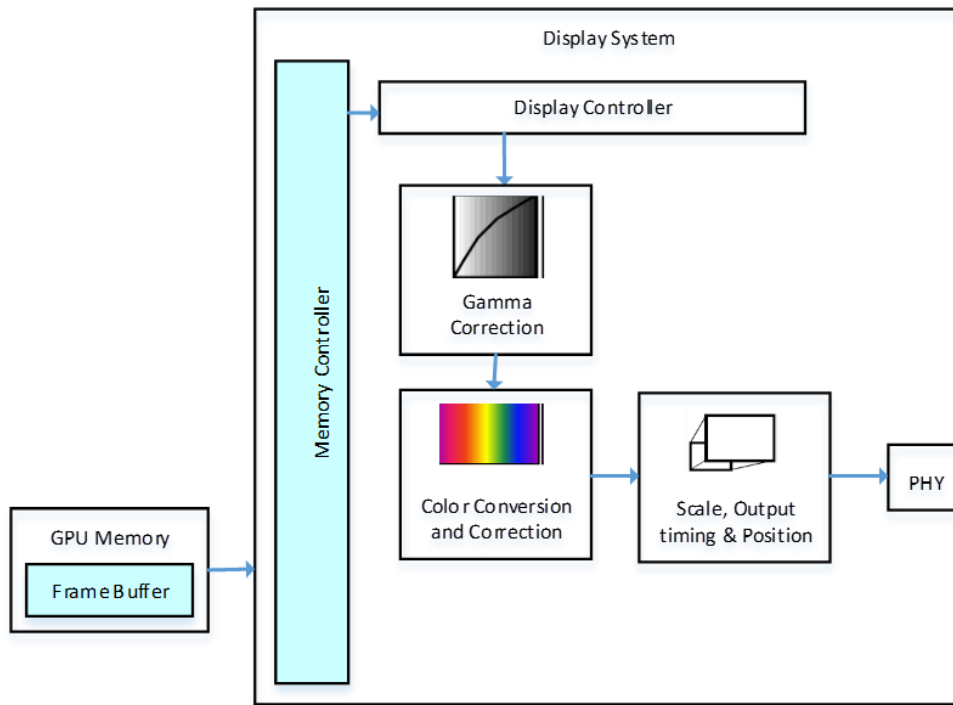 Display System
Display Controller
Gamma
Correction
Memory Controller
Color Conversion
and Correction
Scale, Output
timing & Position
PHY
GPU Memory
Frame Buffer